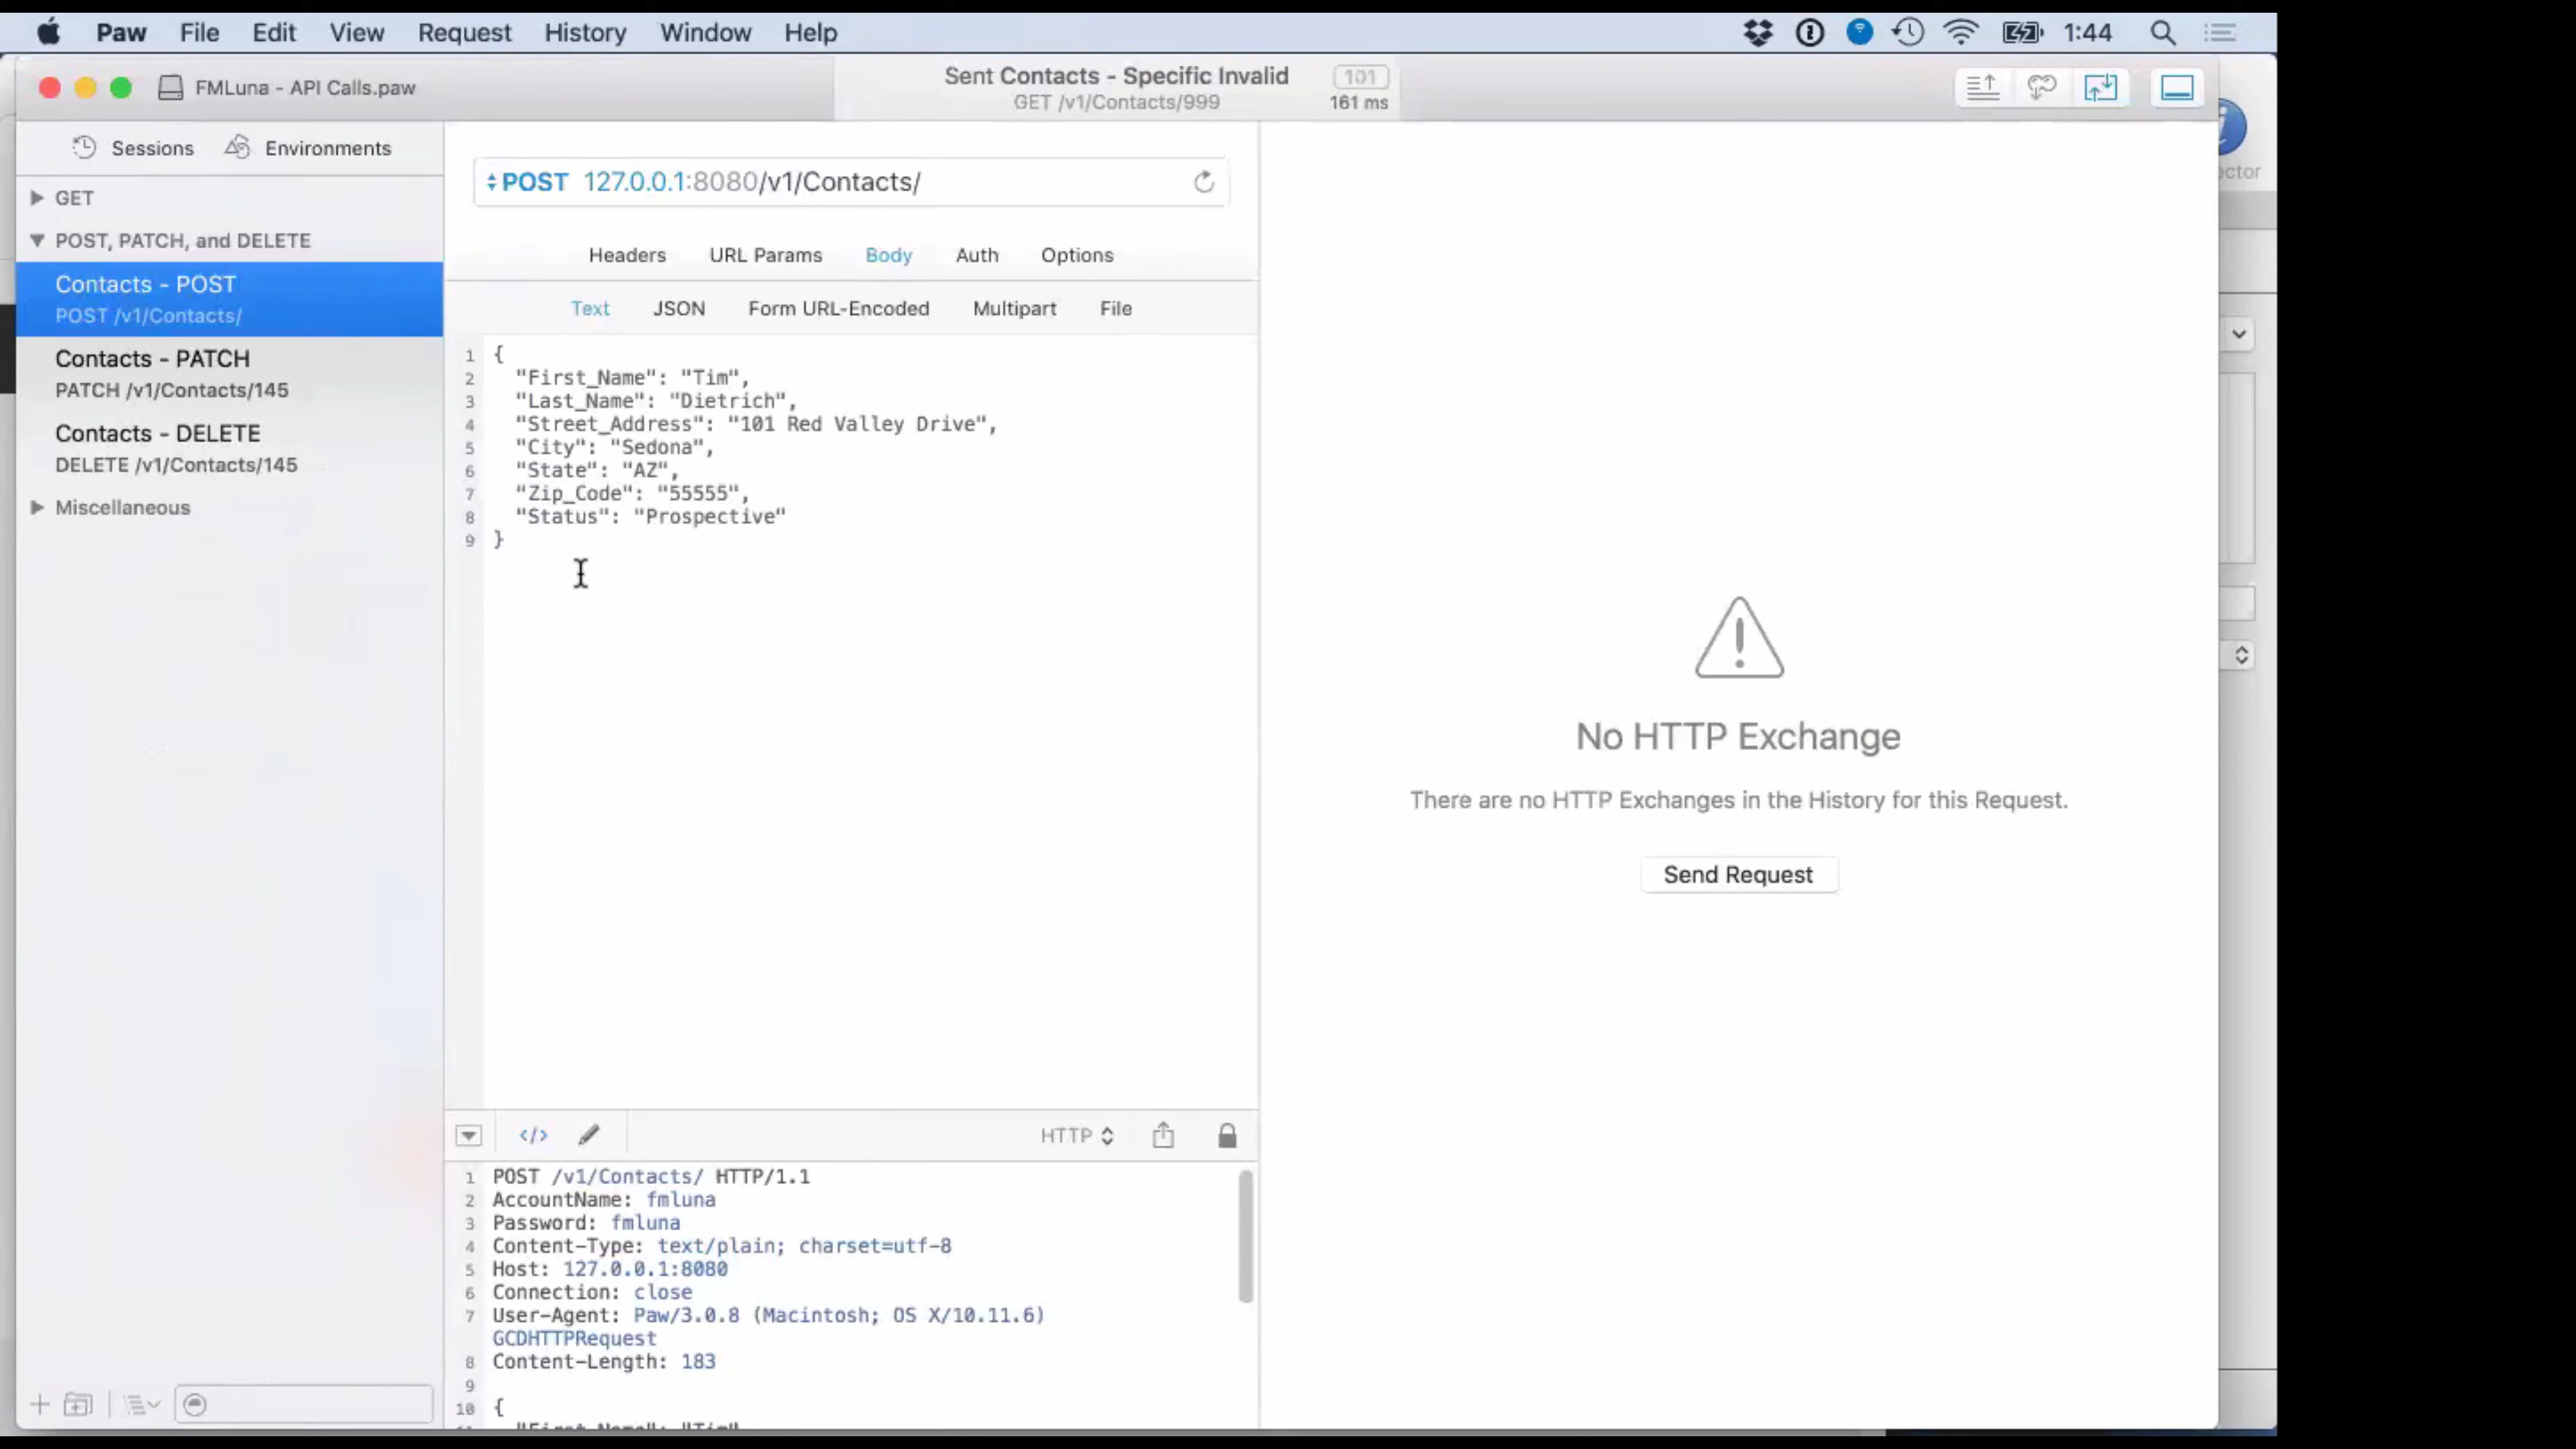 Paw File Edit View Request History Window Help 1:44
FMLuna - API Calls.paw
Sent Contacts - Specific Invalid 101
GET /v1/Contacts/999 161 ms
Sessions Environments
GET
POST, PATCH, and DELETE
Contacts - POST
POST /v1/Contacts/
Contacts - PATCH
PATCH /v1/Contacts/145
Contacts - DELETE
DELETE /v1/Contacts/145
Miscellaneous
POST 127.0.0.1:8080/v1/Contacts/
Headers URL Params Body Auth Options
Text JSON Form URL-Encoded Multipart File
1 {
2 "First_Name": "Tim",
3 "Last_Name": "Dietrich",
4 "Street_Address": "101 Red Valley Drive",
5 "City": "Sedona",
6 "State": "AZ",
7 "Zip_Code": "55555",
8 "Status": "Prospective"
9 }
</> HTTP
1 POST /v1/Contacts/ HTTP/1.1
2 AccountName: fmluna
3 Password: fmluna
4 Content-Type: text/plain; charset=utf-8
5 Host: 127.0.0.1:8080
6 Connection: close
7 User-Agent: Paw/3.0.8 (Macintosh; OS X/10.11.6)
GCDHTTPRequest
8 Content-Length: 183
9
10 {
"First_Name": "Tim"
No HTTP Exchange
There are no HTTP Exchanges in the History for this Request.
Send Request
ector